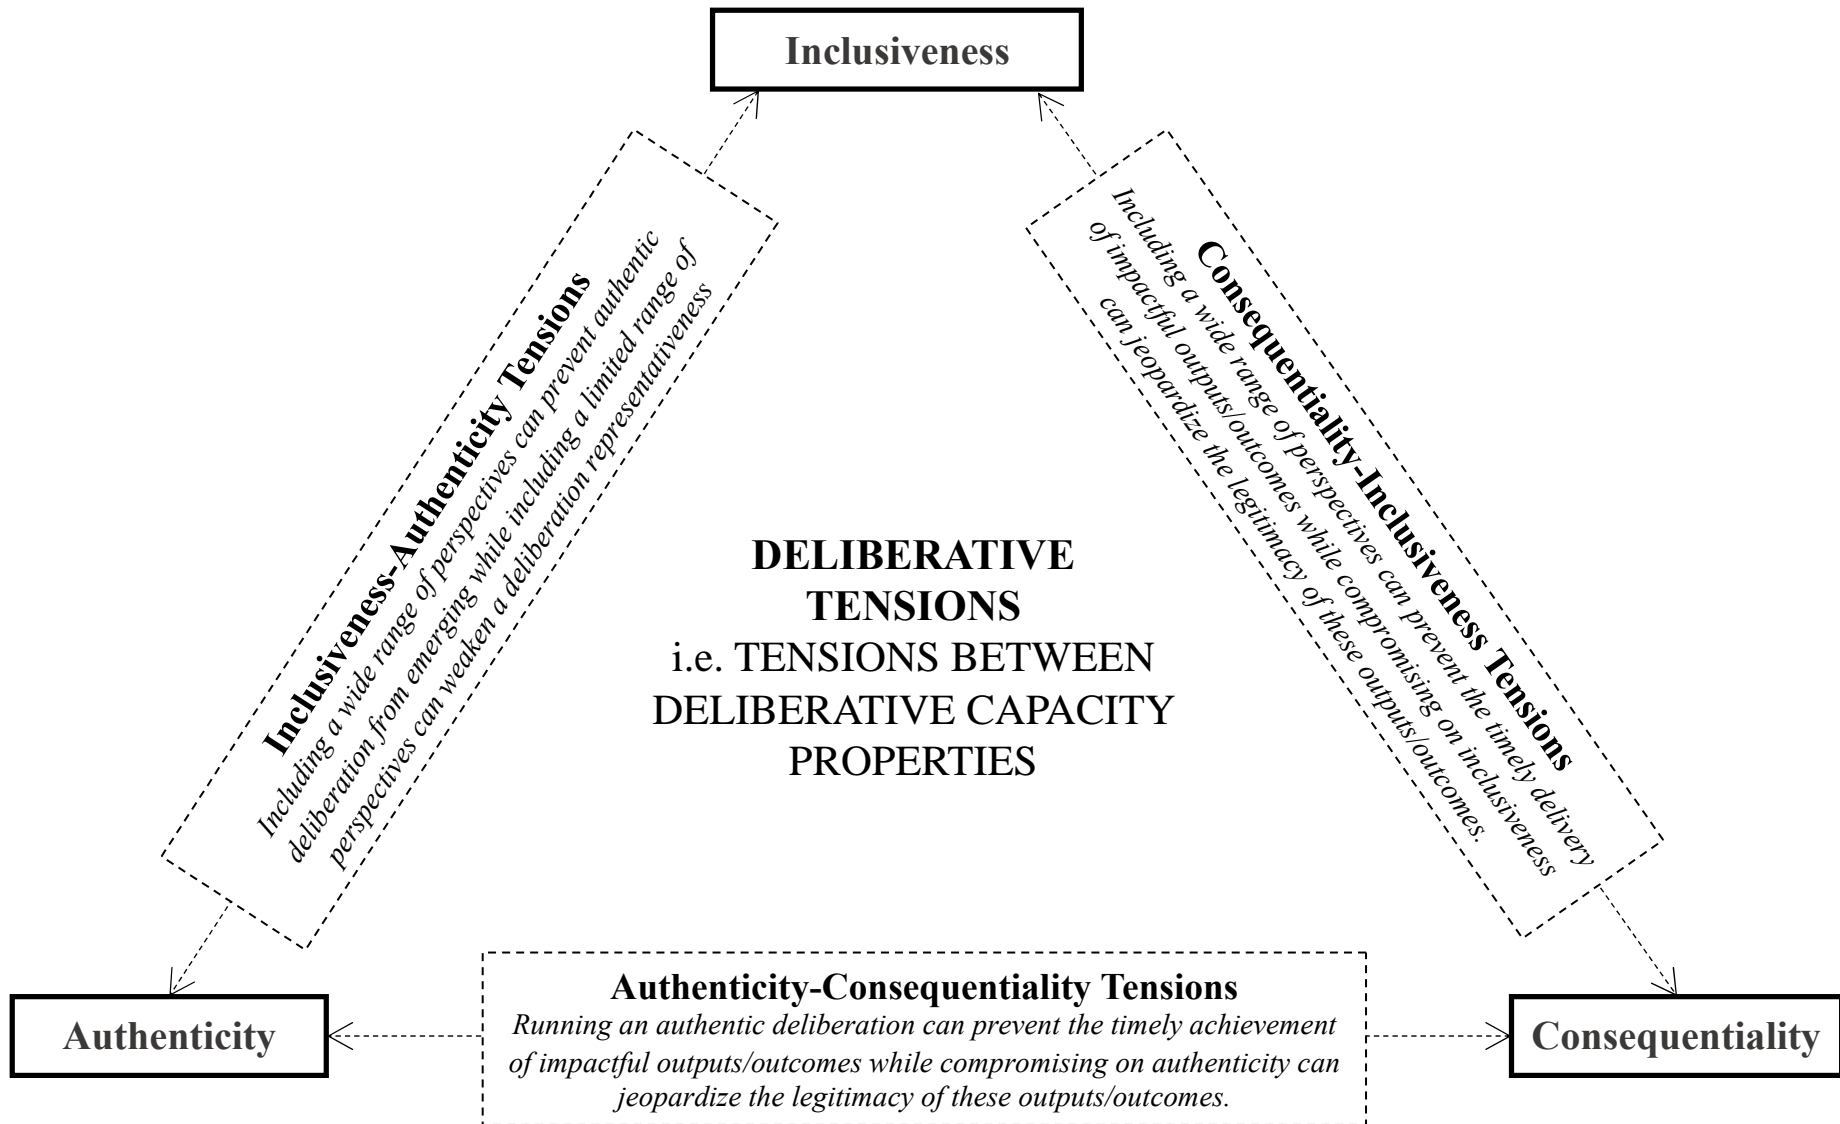 Inclusiveness
Inclusiveness-Authenticity Tensions
Including a wide range of perspectives can prevent authentic
deliberation from emerging while including a limited range of
perspectives can weaken a deliberation representativeness
Consequentiality-Inclusiveness Tensions
Including a wide range of perspectives can prevent the timely delivery
of impactful outputs/outcomes while compromising on inclusiveness
can jeopardize the legitimacy of these outputs/outcomes.
DELIBERATIVE
TENSIONS
i.e. TENSIONS BETWEEN
DELIBERATIVE CAPACITY
PROPERTIES
Authenticity
Authenticity-Consequentiality Tensions
Running an authentic deliberation can prevent the timely achievement
of impactful outputs/outcomes while compromising on authenticity can
jeopardize the legitimacy of these outputs/outcomes.
Consequentiality